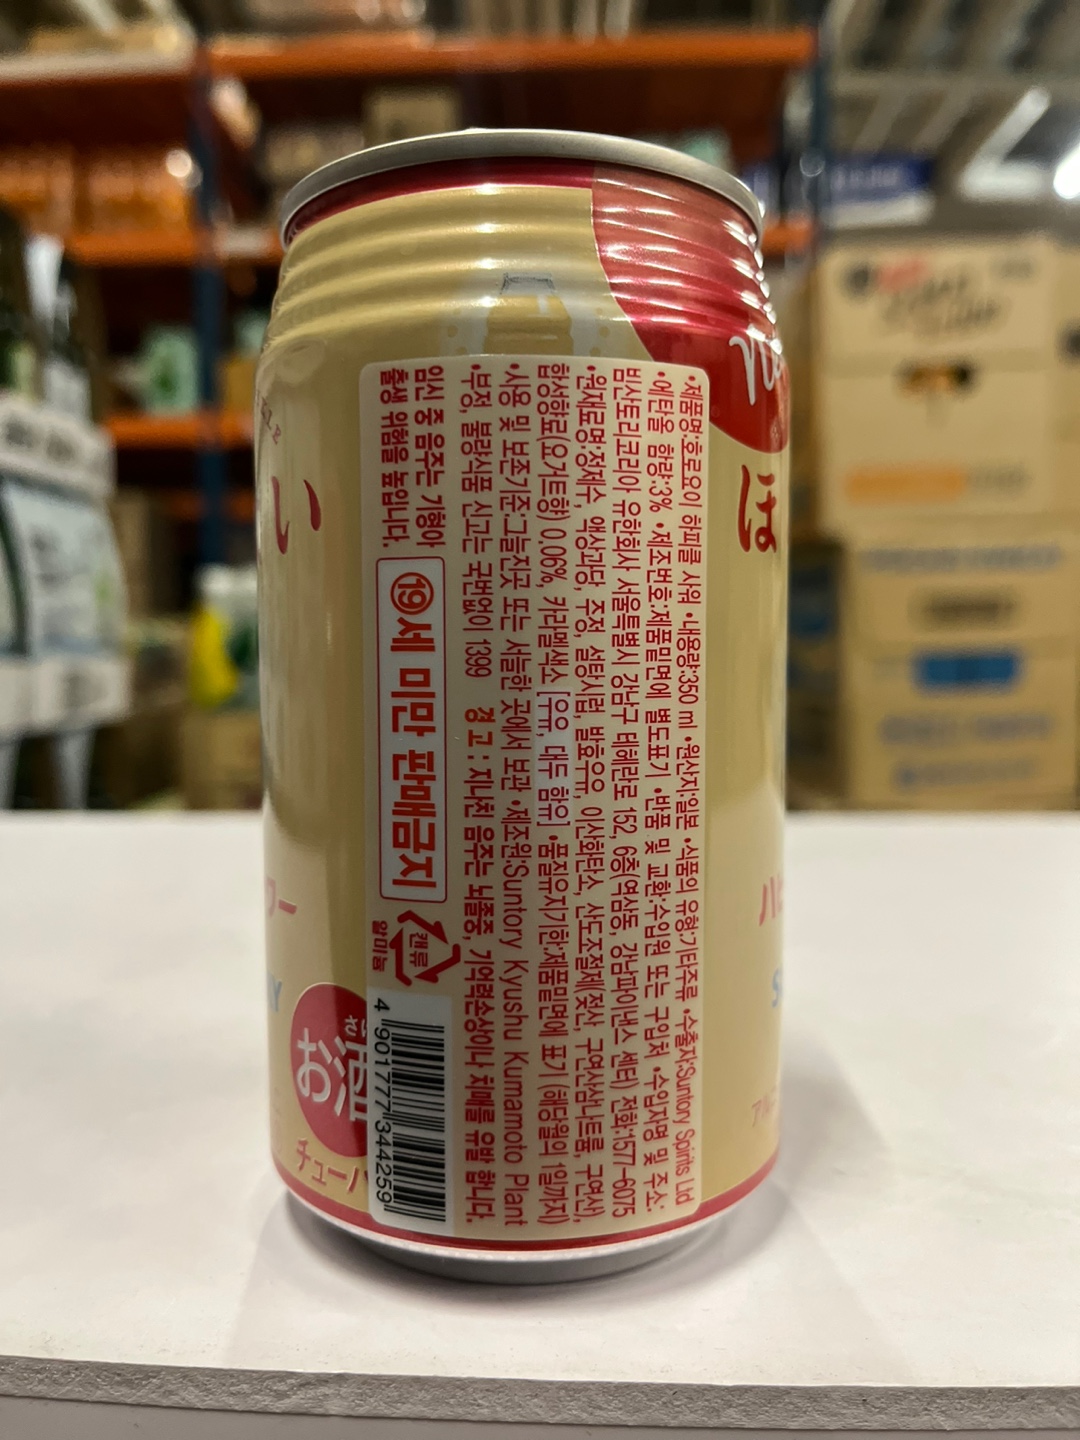 •제품명:호로요이 하피클 사워 •내용량:350 ml •원산지:일본 •식품의 유형:기타주류 •수출자:Suntory Spirits Ltd
•에탄올 함량:3% •제조번호:제품밑면에 별도표기 •반품 및 교환:수입원 또는 구입처 •수입자명 및 주소:
빔산토리코리아 유한회사 서울특별시 강남구 테헤란로 152, 6층(역삼동, 강남파이낸스 센터) 전화:1577-6075
•원재료명:정제수, 액상과당, 주정, 설탕시럽, 발효유유, 이산화탄소, 산도조절제(젖산, 구연산삼나트륨, 구연산),
합성향료(요구르트향) 0.06%, 카라멜색소 [우유, 대두 함유] •품질유지기한:제품밑면에 표기 (해당월의 1일까지)
•사용 및 보존기준:그늘진곳 또는 서늘한 곳에서 보관 •제조원:Suntory Kyushu Kumamoto Plant
•부정, 불량식품 신고는 국번없이 1399 경고 : 지나친 음주는 뇌졸중, 기억력손상이나 치매를 유발 합니다.
임신 중 음주는 기형아
출생 위험을 높입니다.
19세 미만 판매금지
캔류
알미늄
4 901777 344259
い
ほ
ワー
お酒
チューハ